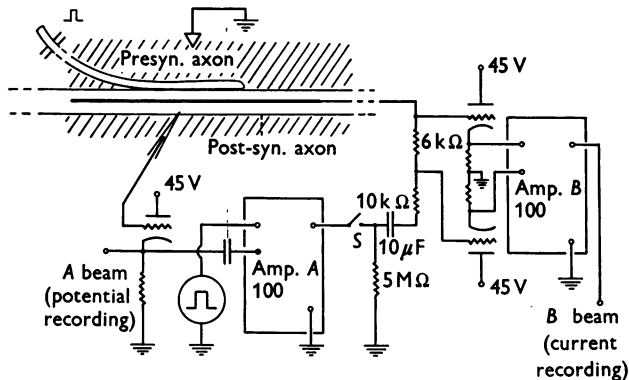 Presyn. axon
45 V
Post-syn. axon
6 kΩ
45 V
10 kΩ
Amp. B
100
S
10 μF
Amp. A
100
5 MΩ
45 V
A beam
(potential
recording)
B beam
(current
recording)